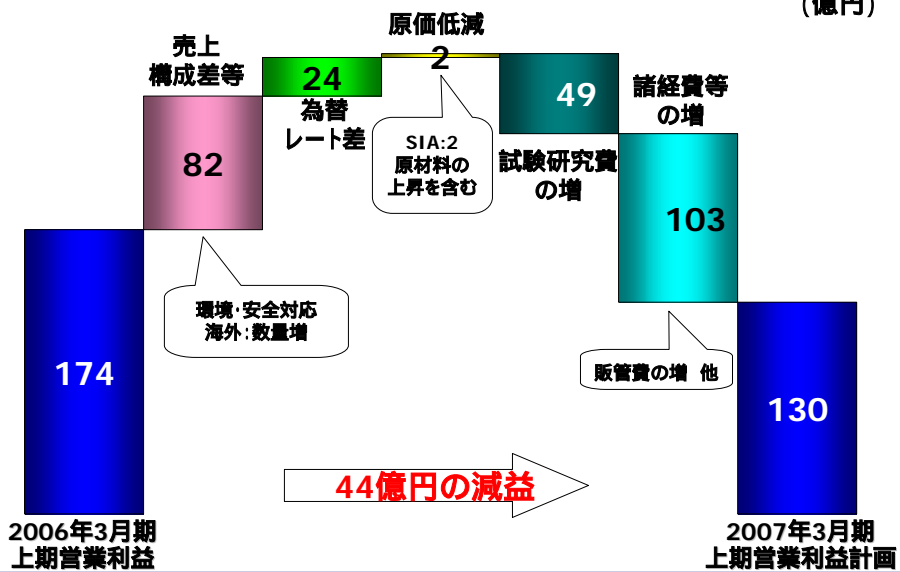 (億円)
原価低減
2
売上
構成差等
24
為替
レート差
49
諸経費等
の増
SIA:2
原材料の
上昇を含む
試験研究費
の増
82
103
環境・安全対応
海外:数量増
174
販管費の増 他
130
44億円の減益
2006年3月期
上期営業利益
2007年3月期
上期営業利益計画